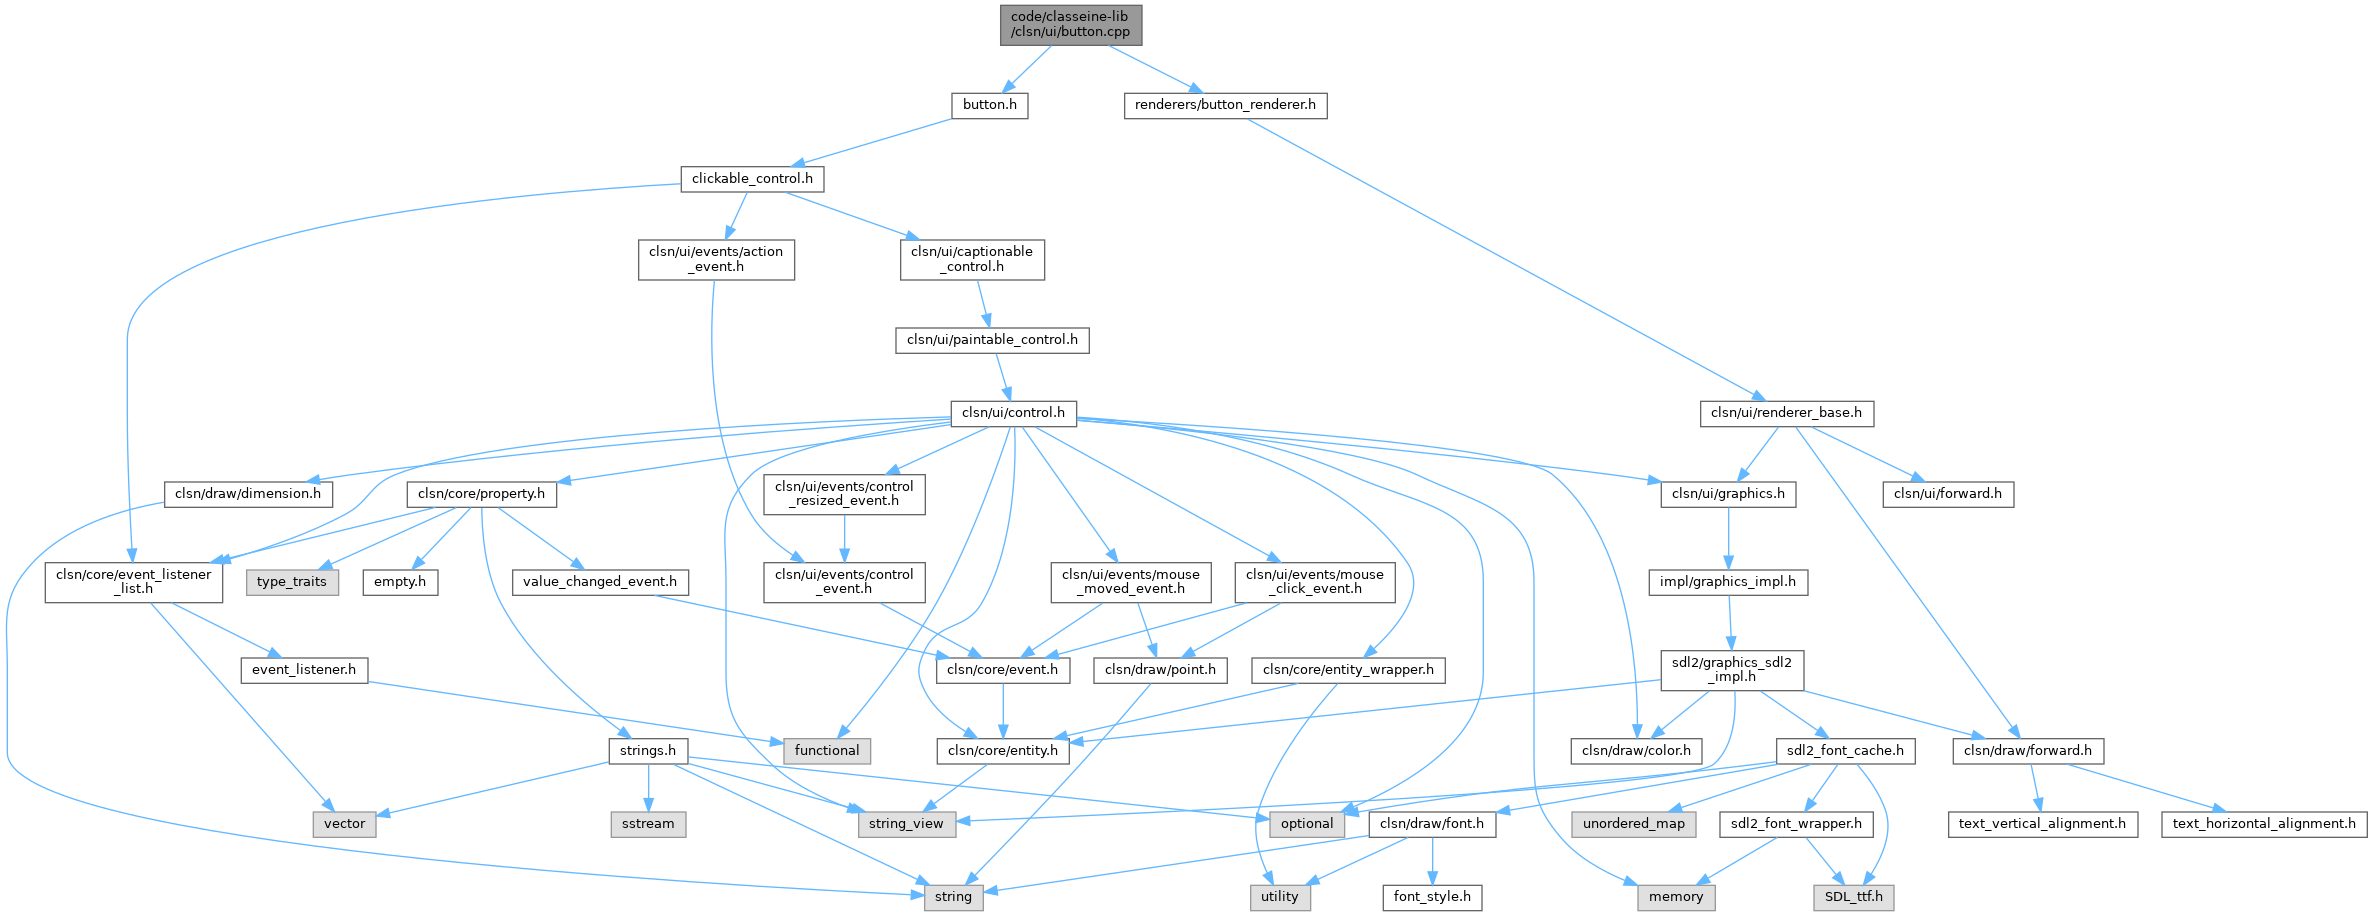 code/classeine-lib
/clsn/ui/button.cpp
button.h
renderers/button_renderer.h
clickable_control.h
clsn/ui/events/action
_event.h
clsn/ui/captionable
_control.h
clsn/ui/paintable_control.h
clsn/ui/control.h
clsn/ui/renderer_base.h
clsn/draw/dimension.h
clsn/core/property.h
clsn/ui/events/control
_resized_event.h
clsn/ui/graphics.h
clsn/ui/forward.h
clsn/core/event_listener
_list.h
type_traits
empty.h
value_changed_event.h
clsn/ui/events/control
_event.h
clsn/ui/events/mouse
_moved_event.h
clsn/ui/events/mouse
_click_event.h
impl/graphics_impl.h
event_listener.h
clsn/core/event.h
clsn/draw/point.h
clsn/core/entity_wrapper.h
sdl2/graphics_sdl2
_impl.h
strings.h
functional
clsn/core/entity.h
clsn/draw/color.h
sdl2_font_cache.h
clsn/draw/forward.h
vector
sstream
string_view
optional
clsn/draw/font.h
unordered_map
sdl2_font_wrapper.h
text_vertical_alignment.h
text_horizontal_alignment.h
string
utility
font_style.h
memory
SDL_ttf.h